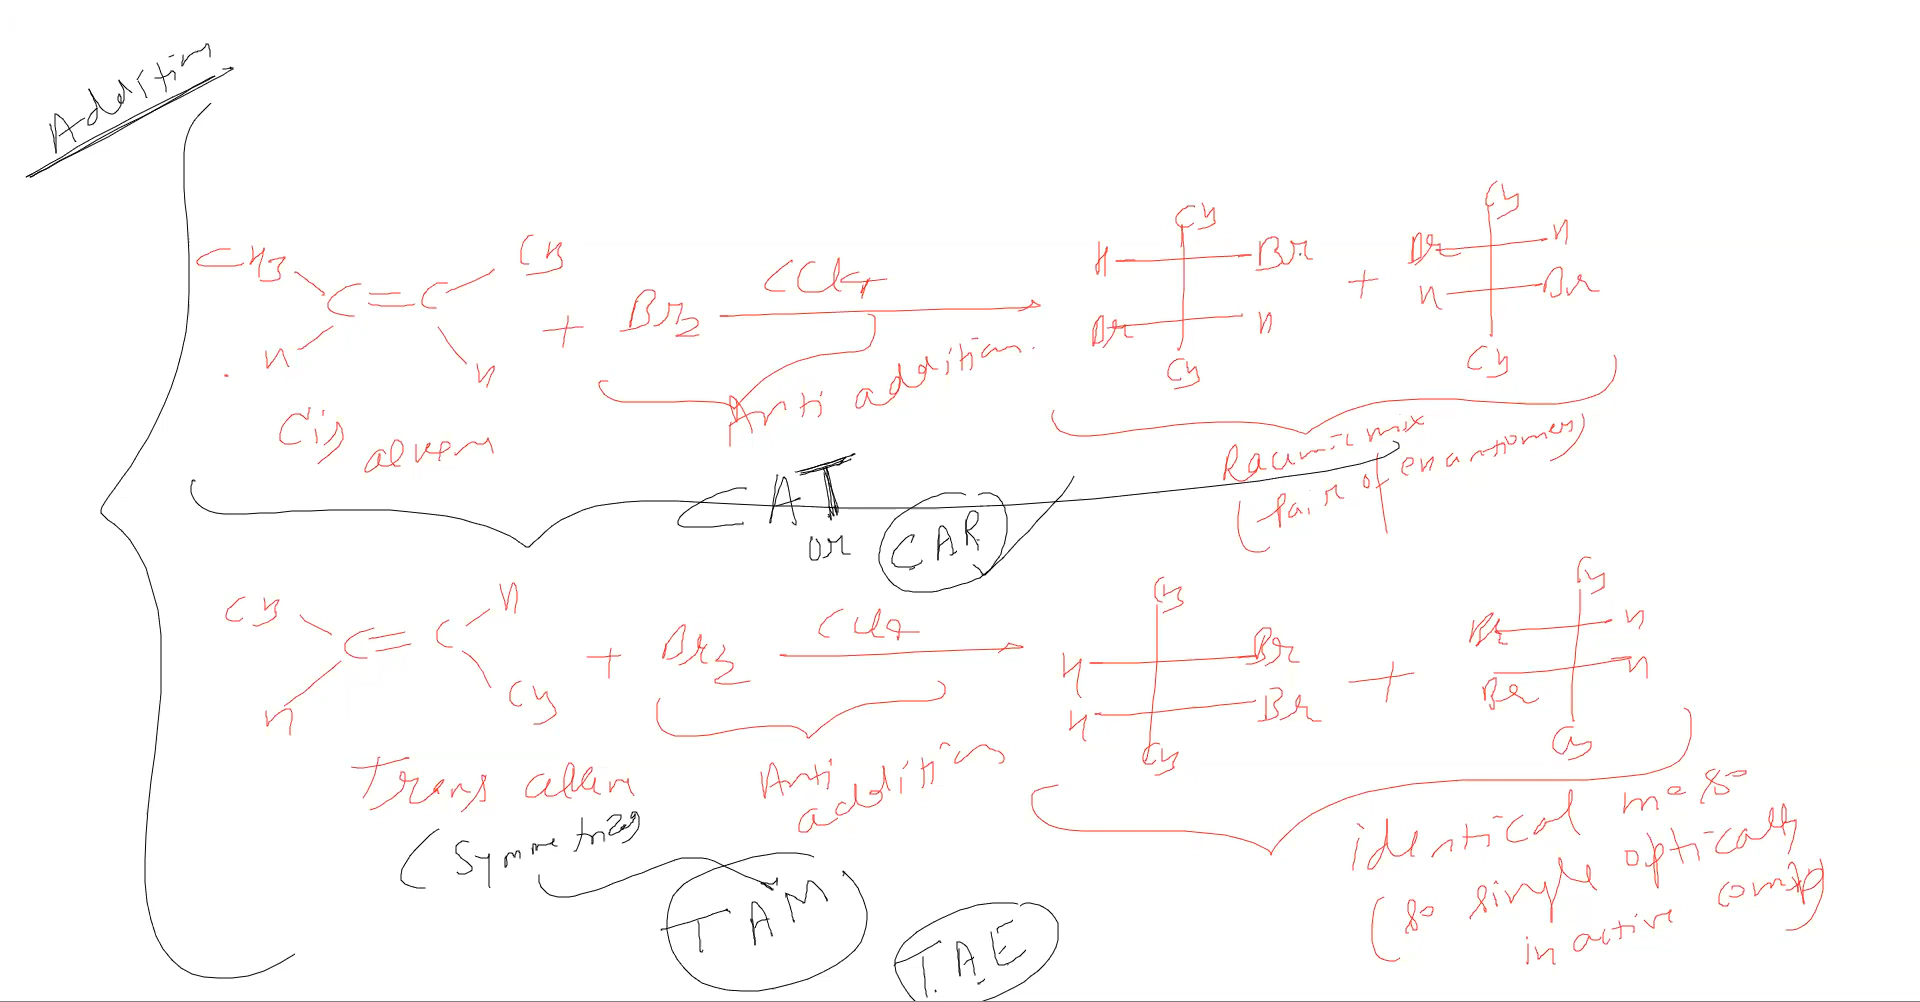 Addition
CH3 C=C CH3 + Br2 CCl4
H H
Anti addition.
CH3
H Br
Br H
CH3
+
CH3
Br H
H Br
CH3
Cis alkene
Racemic mix
(pair of enantiomers)
CAT
or
CAR
CH3 C=C H + Br2 CCl4
H CH3
CH3
H Br
H Br
CH3
+
CH3
Br H
Br H
CH3
Trans alkene
(Symmetrical
Anti
addition
identical meso
(so single optically
inactive comp)
TAM
TAE